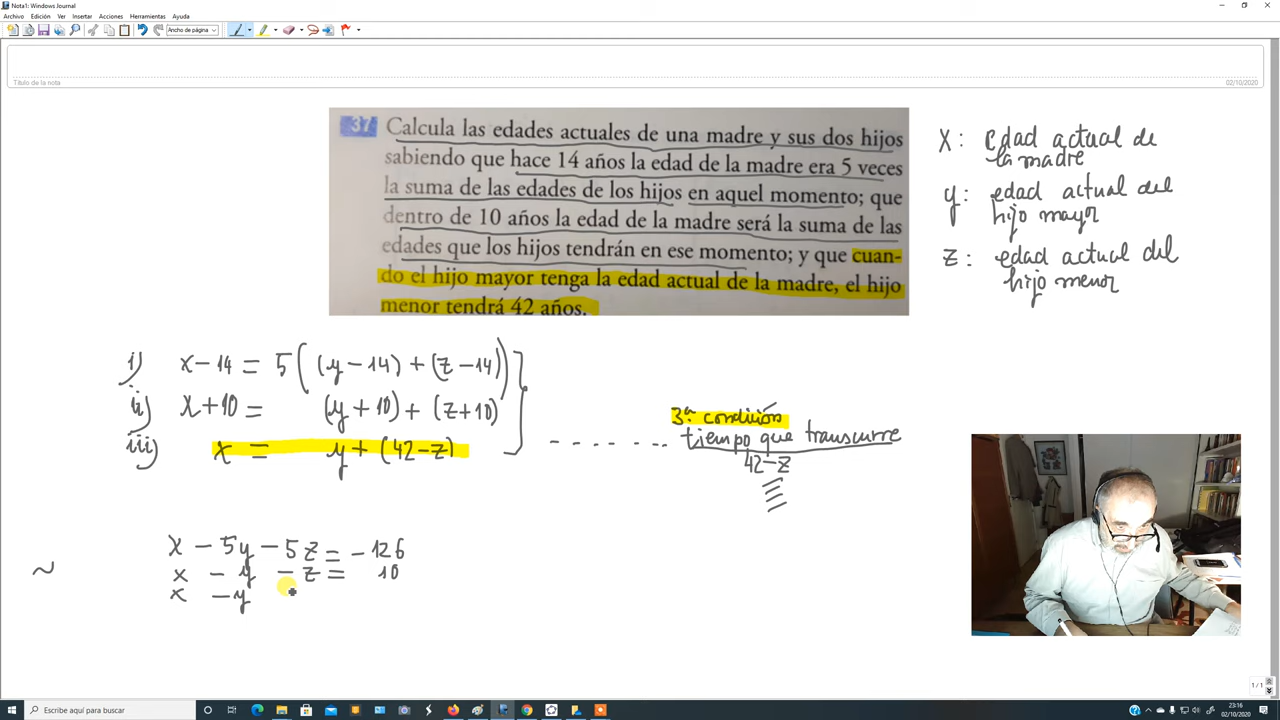 Nota1: Windows Journal
Archivo Edición Ver Insertar Acciones Herramientas Ayuda
Ancho de página
Título de la nota
02/10/2020
37 Calcula las edades actuales de una madre y sus dos hijos
sabiendo que hace 14 años la edad de la madre era 5 veces
la suma de las edades de los hijos en aquel momento; que
dentro de 10 años la edad de la madre será la suma de las
edades que los hijos tendrán en ese momento; y que cuan-
do el hijo mayor tenga la edad actual de la madre, el hijo
menor tendrá 42 años.
X: Edad actual de
la madre
y: edad actual del
hijo mayor
z: edad actual del
hijo menor
i) x-14 = 5((y-14)+(z-14))
ii) x+10 = (y+10)+(z+10)
iii) x = y+(42-z)
3ª condición
tiempo que transcurre
42-z
x - 5y - 5z = -126
~ x - y - z = 10
x - y
1 / 1
Escribe aquí para buscar
23:16
02/10/2020